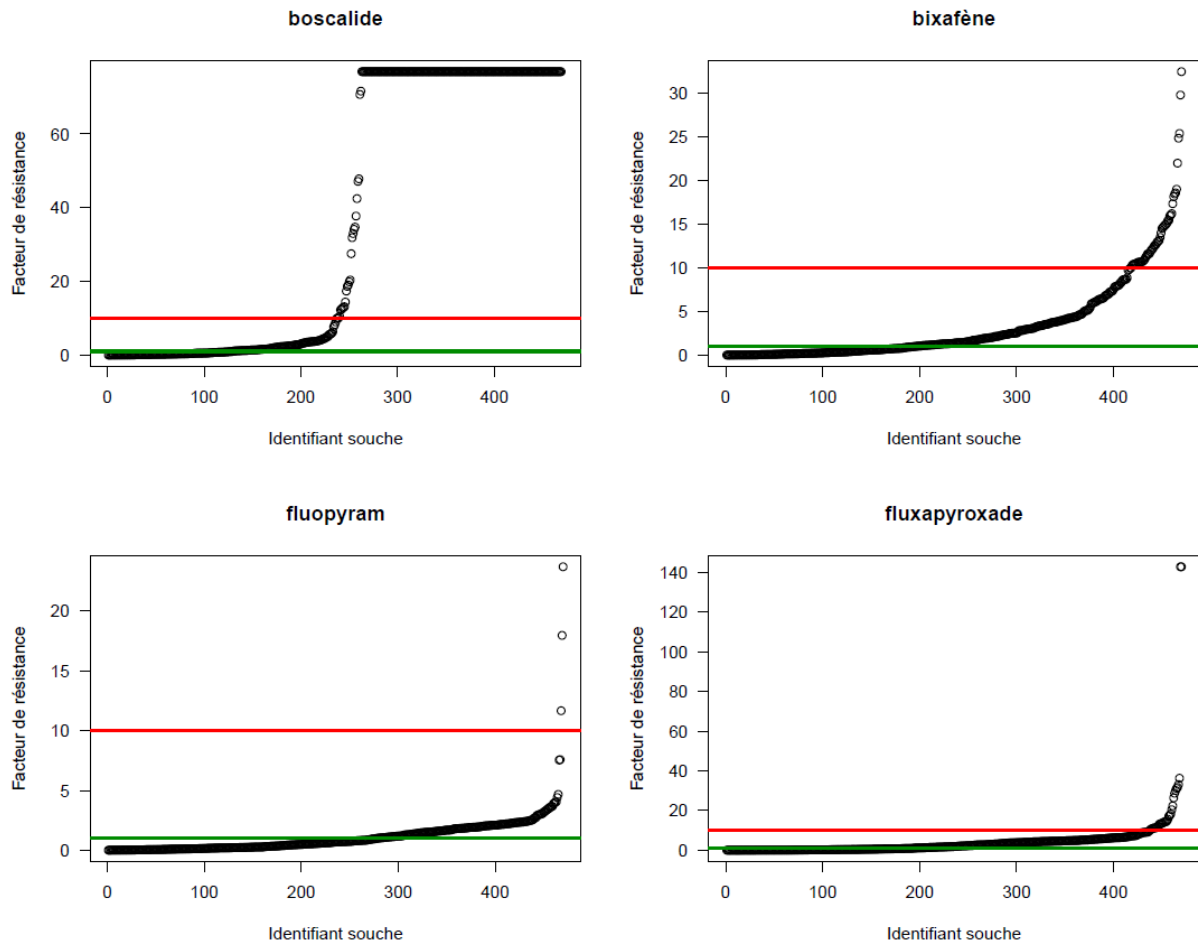 boscalide
Facteur de résistance
60
40
20
0
0 100 200 300 400
Identifiant souche
bixafène
Facteur de résistance
30
25
20
15
10
5
0
0 100 200 300 400
Identifiant souche
fluopyram
Facteur de résistance
20
15
10
5
0
0 100 200 300 400
Identifiant souche
fluxapyroxade
Facteur de résistance
140
120
100
80
60
40
20
0
0 100 200 300 400
Identifiant souche